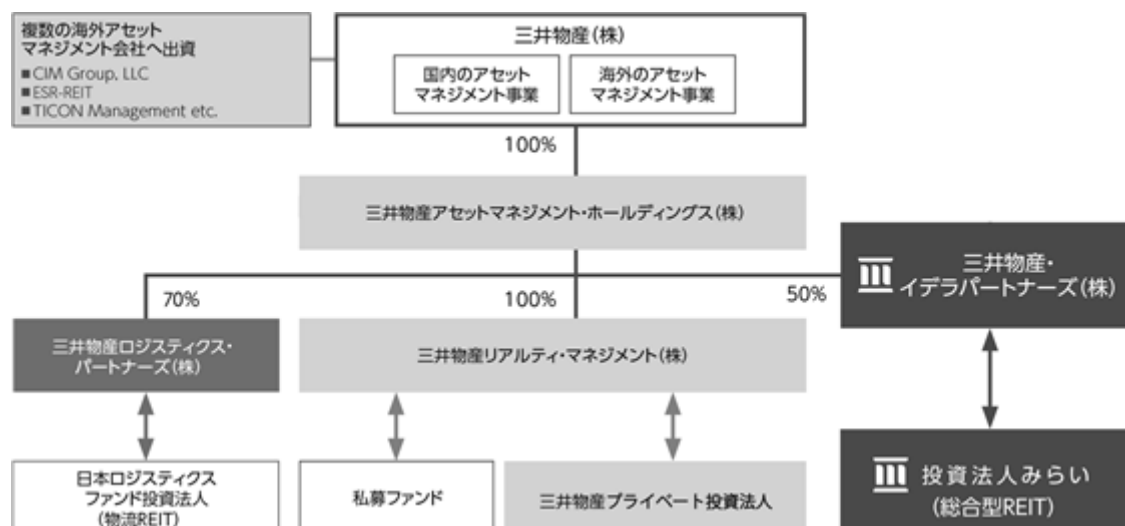 複数の海外アセット
マネジメント会社へ出資
■CIM Group, LLC
■ESR-REIT
■TICON Management etc.
三井物産(株)
国内のアセット
マネジメント事業
海外のアセット
マネジメント事業
100%
三井物産アセットマネジメント・ホールディングス(株)
70%
100%
50%
三井物産・
イデラパートナーズ(株)
三井物産ロジスティクス・
パートナーズ(株)
三井物産リアルティ・マネジメント(株)
日本ロジスティクス
ファンド投資法人
(物流REIT)
私募ファンド
三井物産プライベート投資法人
投資法人みらい
(総合型REIT)